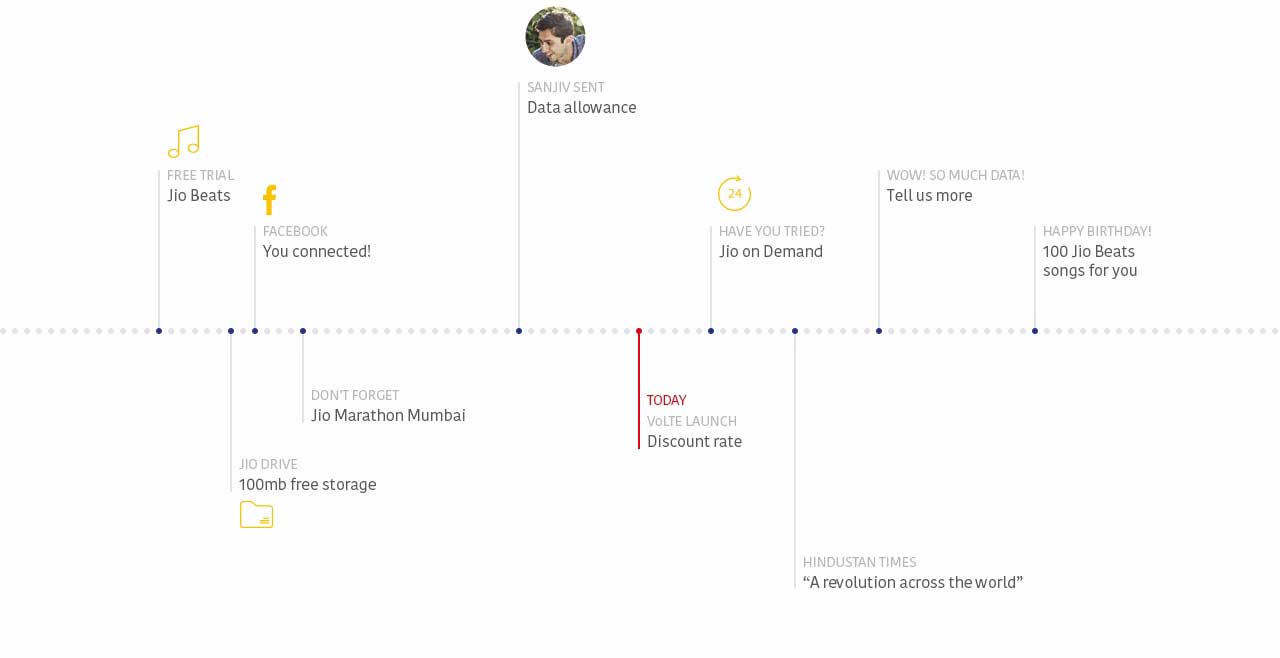 SANJIV SENT
Data allowance
FREE TRIAL
Jio Beats
FACEBOOK
You connected!
24
HAVE YOU TRIED?
Jio on Demand
WOW! SO MUCH DATA!
Tell us more
HAPPY BIRTHDAY!
100 Jio Beats
songs for you
DON'T FORGET
Jio Marathon Mumbai
JIO DRIVE
100mb free storage
TODAY
VoLTE LAUNCH
Discount rate
HINDUSTAN TIMES
“A revolution across the world”